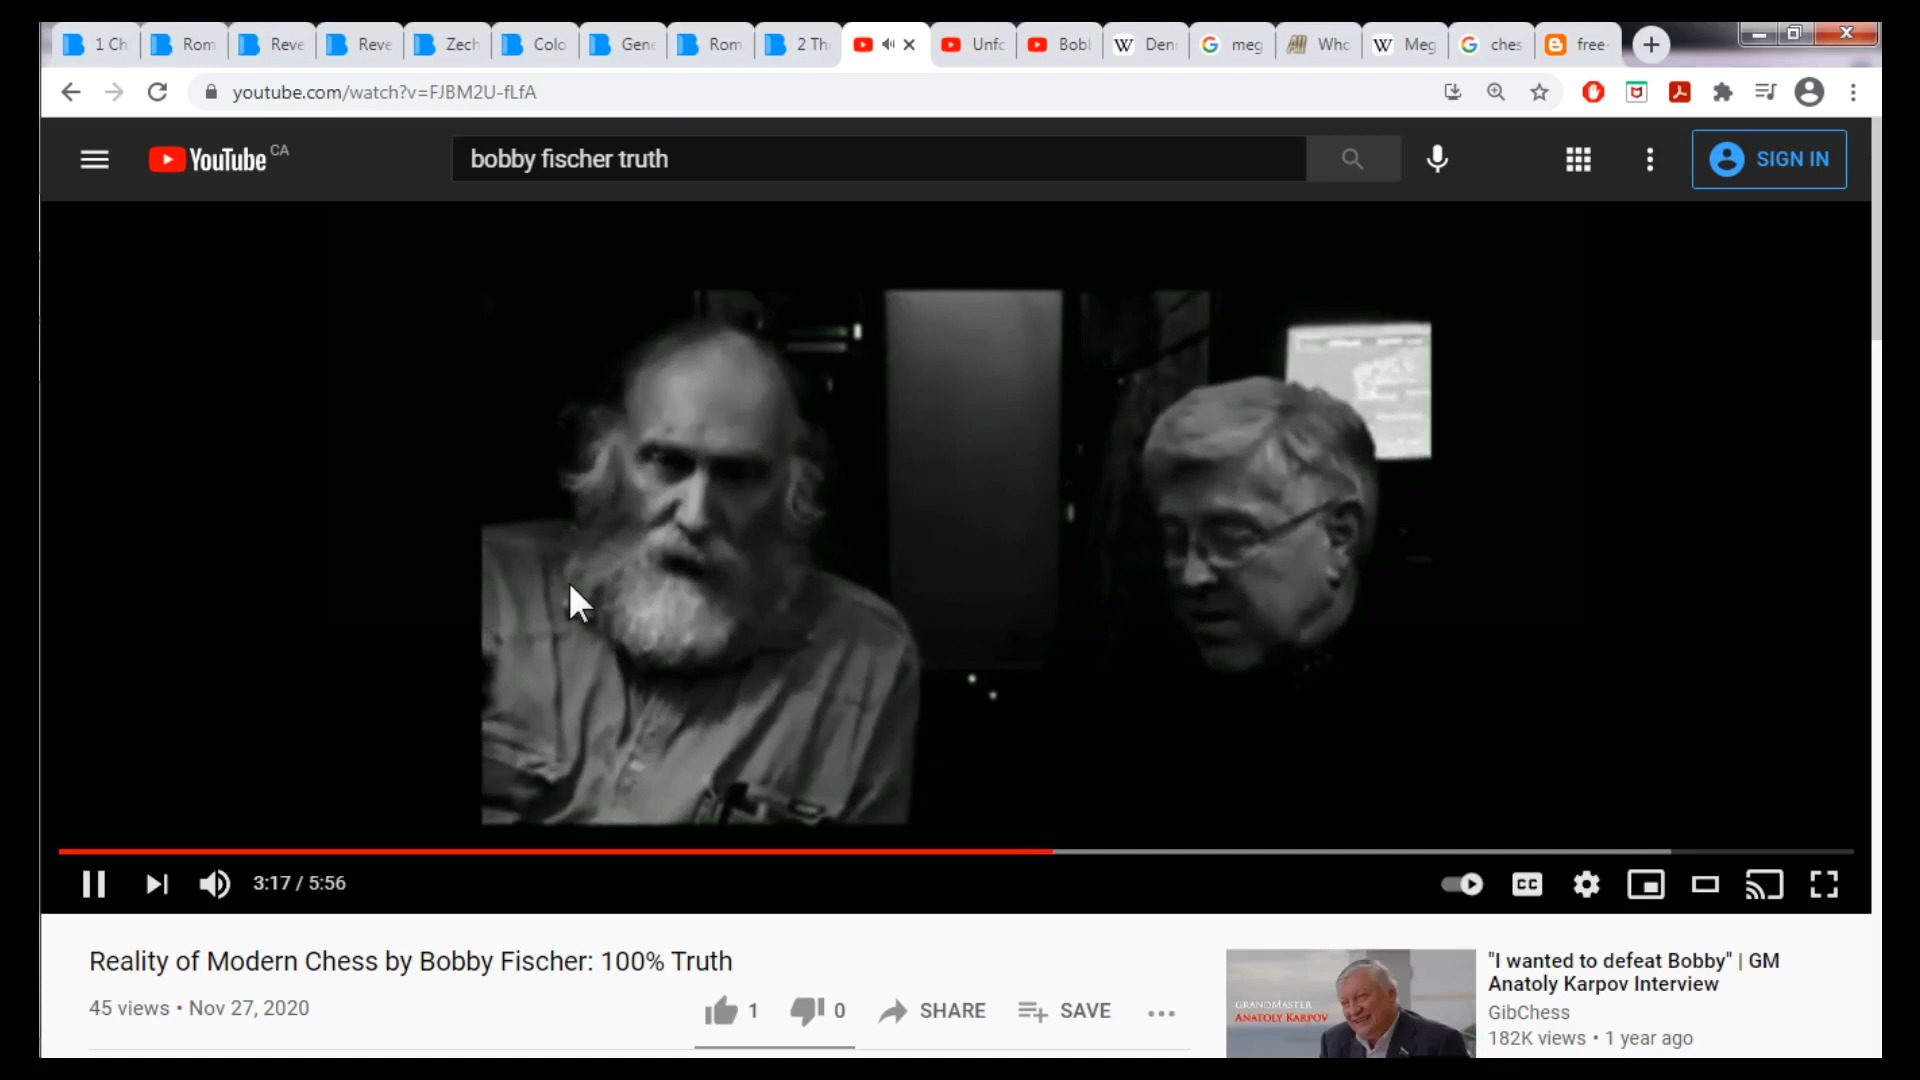 1 Ch
Rom
Reve
Reve
Zech
Colo
Gene
Rom
2 Th
Unfo
Bobl
Den
meg
Who
Meg
ches
free-
youtube.com/watch?v=FJBM2U-fLfA
YouTube CA
bobby fischer truth
SIGN IN
3:17 / 5:56
CC
Reality of Modern Chess by Bobby Fischer: 100% Truth
45 views • Nov 27, 2020
1
0
SHARE
SAVE
GRANDMASTER
ANATOLY KARPOV
"I wanted to defeat Bobby" | GM
Anatoly Karpov Interview
GibChess
182K views • 1 year ago